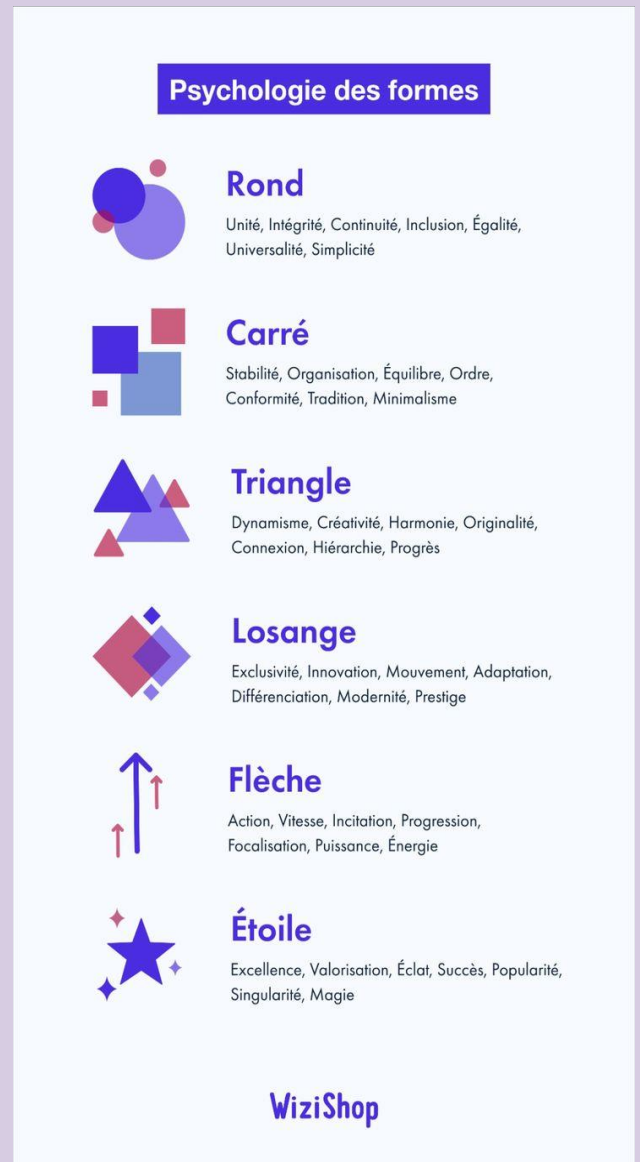 Psychologie des formes
Rond
Unité, Intégrité, Continuité, Inclusion, Égalité,
Universalité, Simplicité
Carré
Stabilité, Organisation, Équilibre, Ordre,
Conformité, Tradition, Minimalisme
Triangle
Dynamisme, Créativité, Harmonie, Originalité,
Connexion, Hiérarchie, Progrès
Losange
Exclusivité, Innovation, Mouvement, Adaptation,
Différenciation, Modernité, Prestige
Flèche
Action, Vitesse, Incitation, Progression,
Focalisation, Puissance, Énergie
Étoile
Excellence, Valorisation, Éclat, Succès, Popularité,
Singularité, Magie
WiziShop